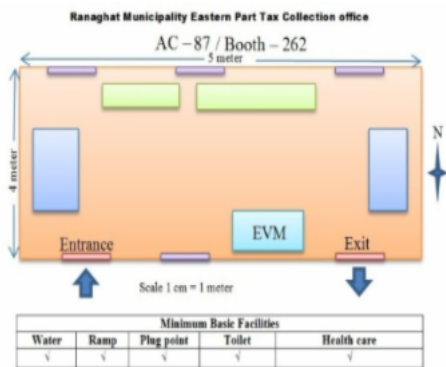 Ranaghat Municipality Eastern Part Tax Collection office
AC – 87 / Booth – 262
5 meter
4 meter
N
EVM
Entrance
Exit
Scale 1 cm = 1 meter
Minimum Basic Facilities
Water Ramp Plug point Toilet Health care
√ √ √ √ √